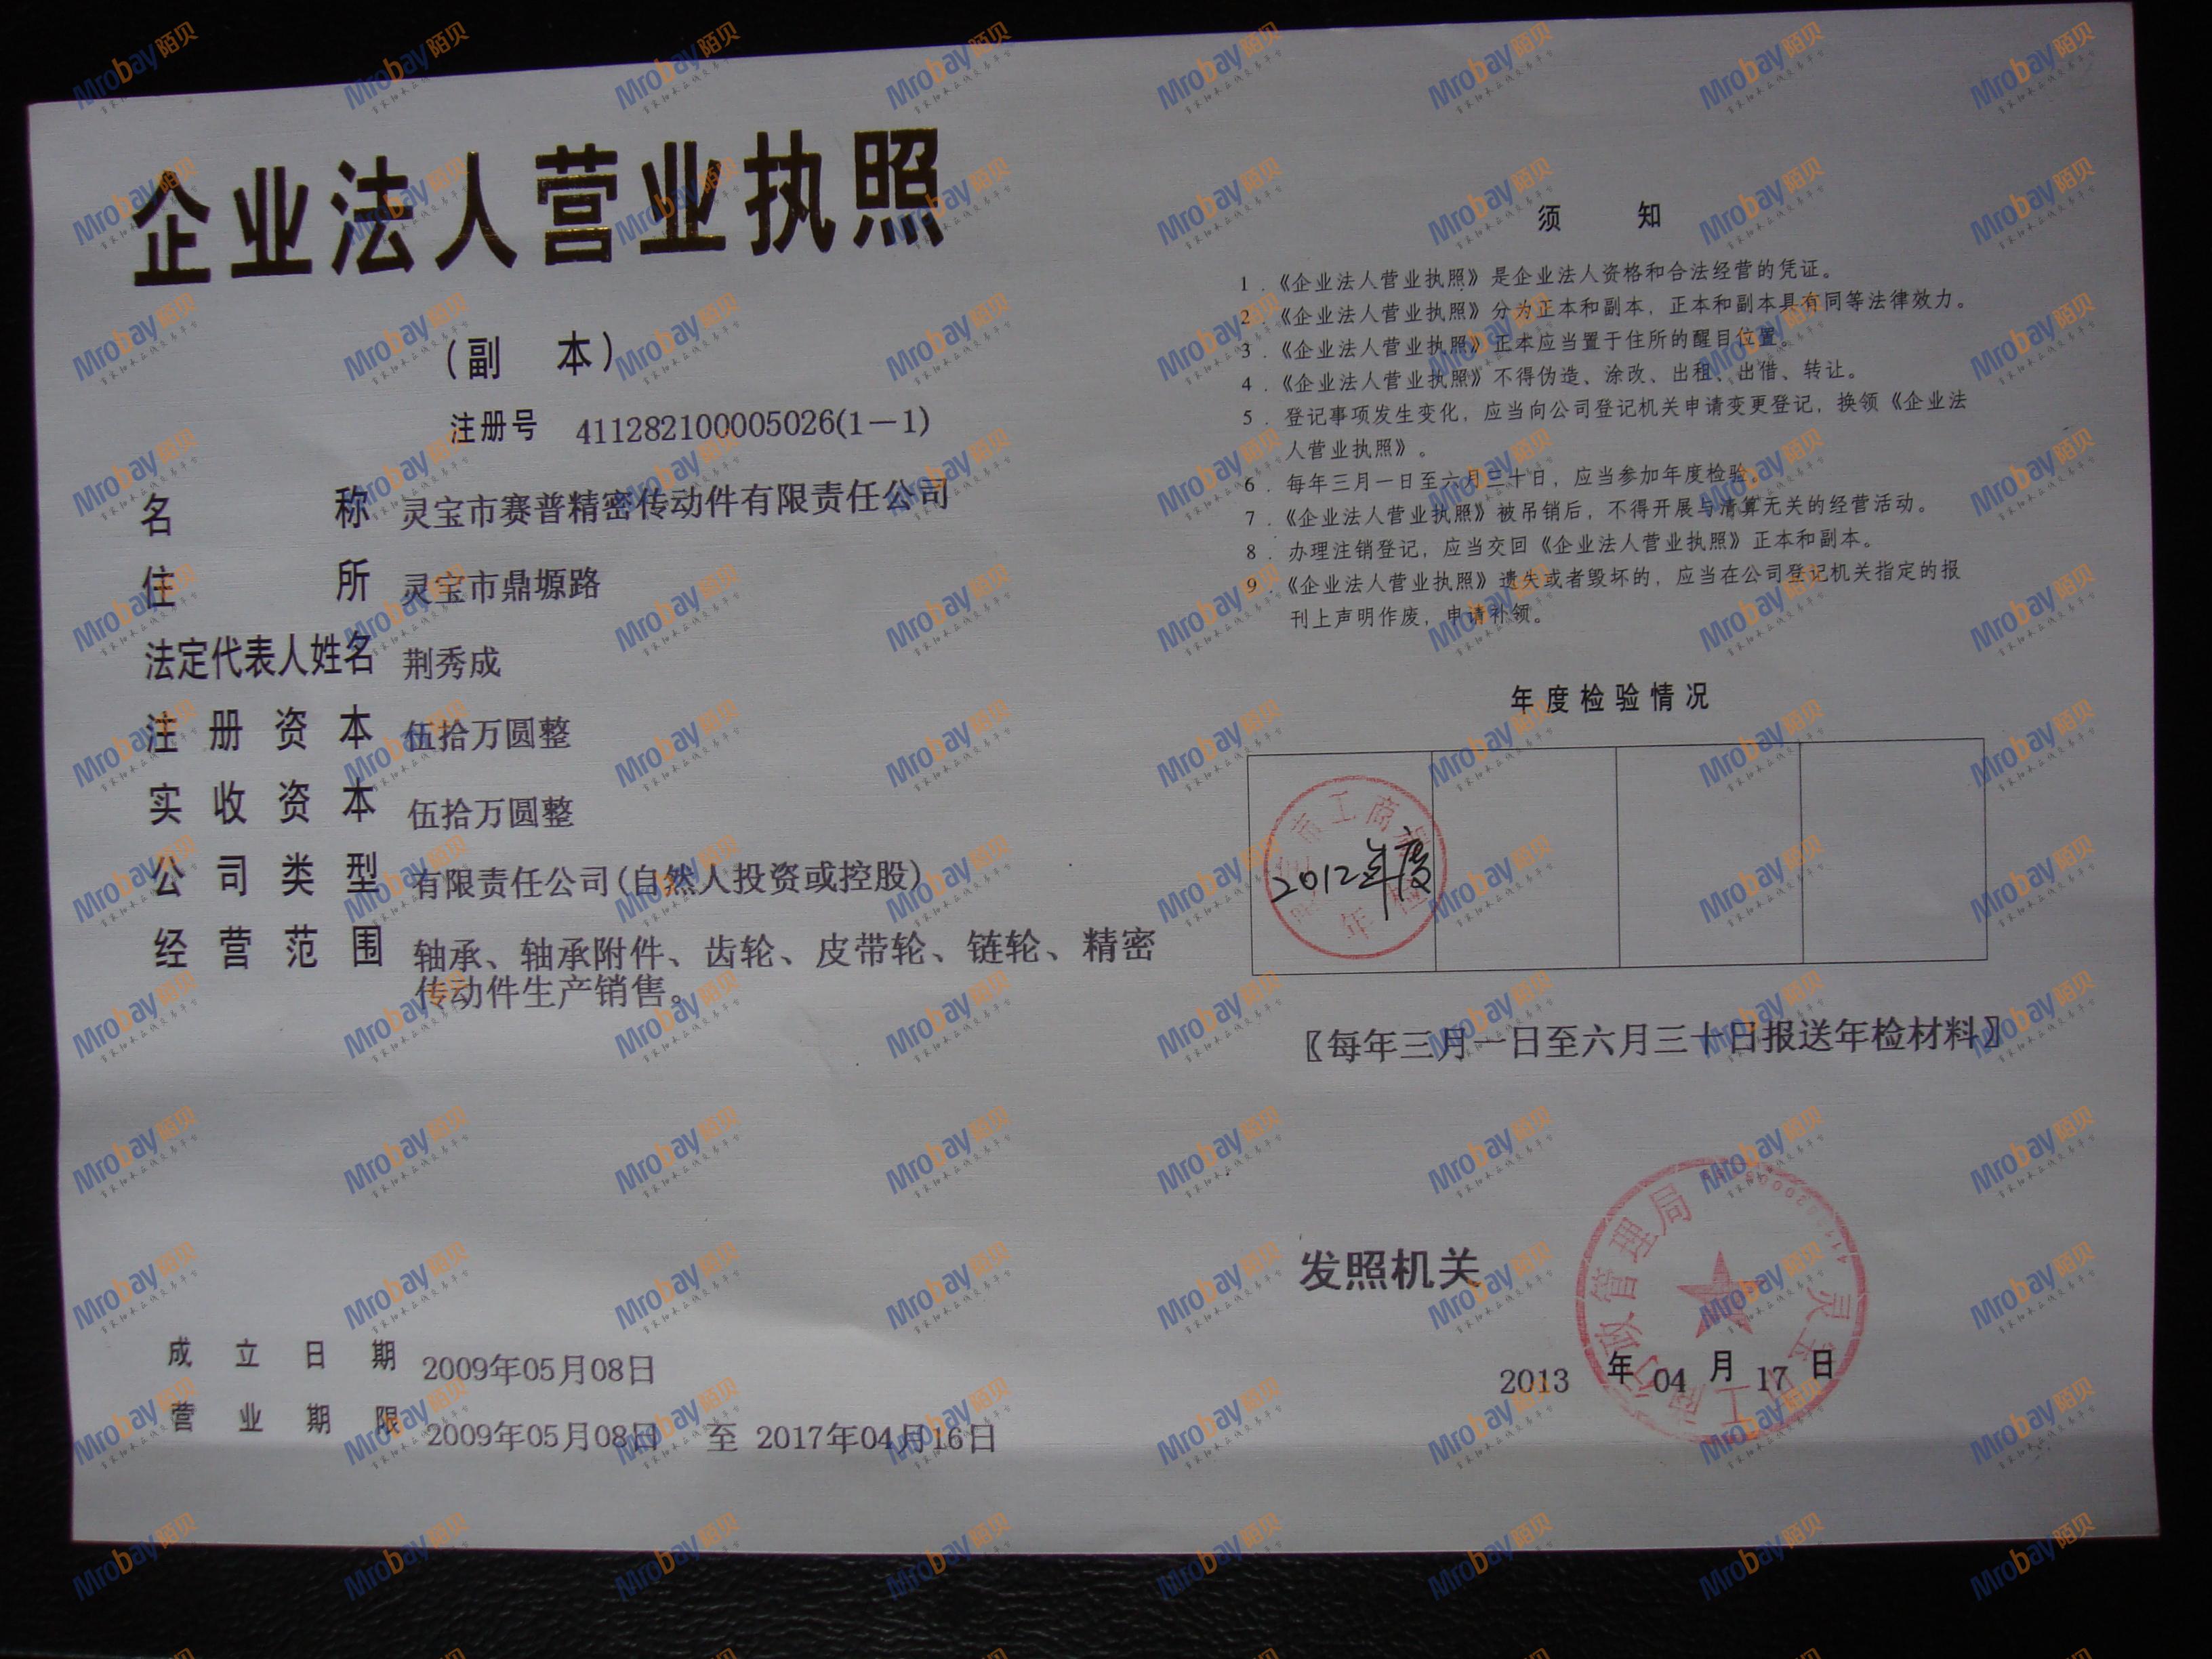 企业法人营业执照
(副 本)
注册号 411282100005026(1-1)
名 称 灵宝市赛普精密传动件有限责任公司
住 所 灵宝市鼎塬路
法定代表人姓名 荆秀成
注册资本 伍拾万圆整
实收资本 伍拾万圆整
公司类型 有限责任公司(自然人投资或控股)
经营范围 轴承、轴承附件、齿轮、皮带轮、链轮、精密
传动件生产销售。
成立日期 2009年05月08日
营业期限 2009年05月08日 至 2017年04月16日
须 知
1．《企业法人营业执照》是企业法人资格和合法经营的凭证。
2．《企业法人营业执照》分为正本和副本，正本和副本具有同等法律效力。
3．《企业法人营业执照》正本应当置于住所的醒目位置。
4．《企业法人营业执照》不得伪造、涂改、出租、出借、转让。
5．登记事项发生变化，应当向公司登记机关申请变更登记，换领《企业法
人营业执照》。
6．每年三月一日至六月三十日，应当参加年度检验。
7．《企业法人营业执照》被吊销后，不得开展与清算无关的经营活动。
8．办理注销登记，应当交回《企业法人营业执照》正本和副本。
9．《企业法人营业执照》遗失或者毁坏的，应当在公司登记机关指定的报
刊上声明作废，申请补领。
年度检验情况
市工商
2012年度
年检
〖每年三月一日至六月三十日报送年检材料〗
发照机关
灵宝市工商行政管理局
2013 年 04 月 17 日
Mrobay陌贝